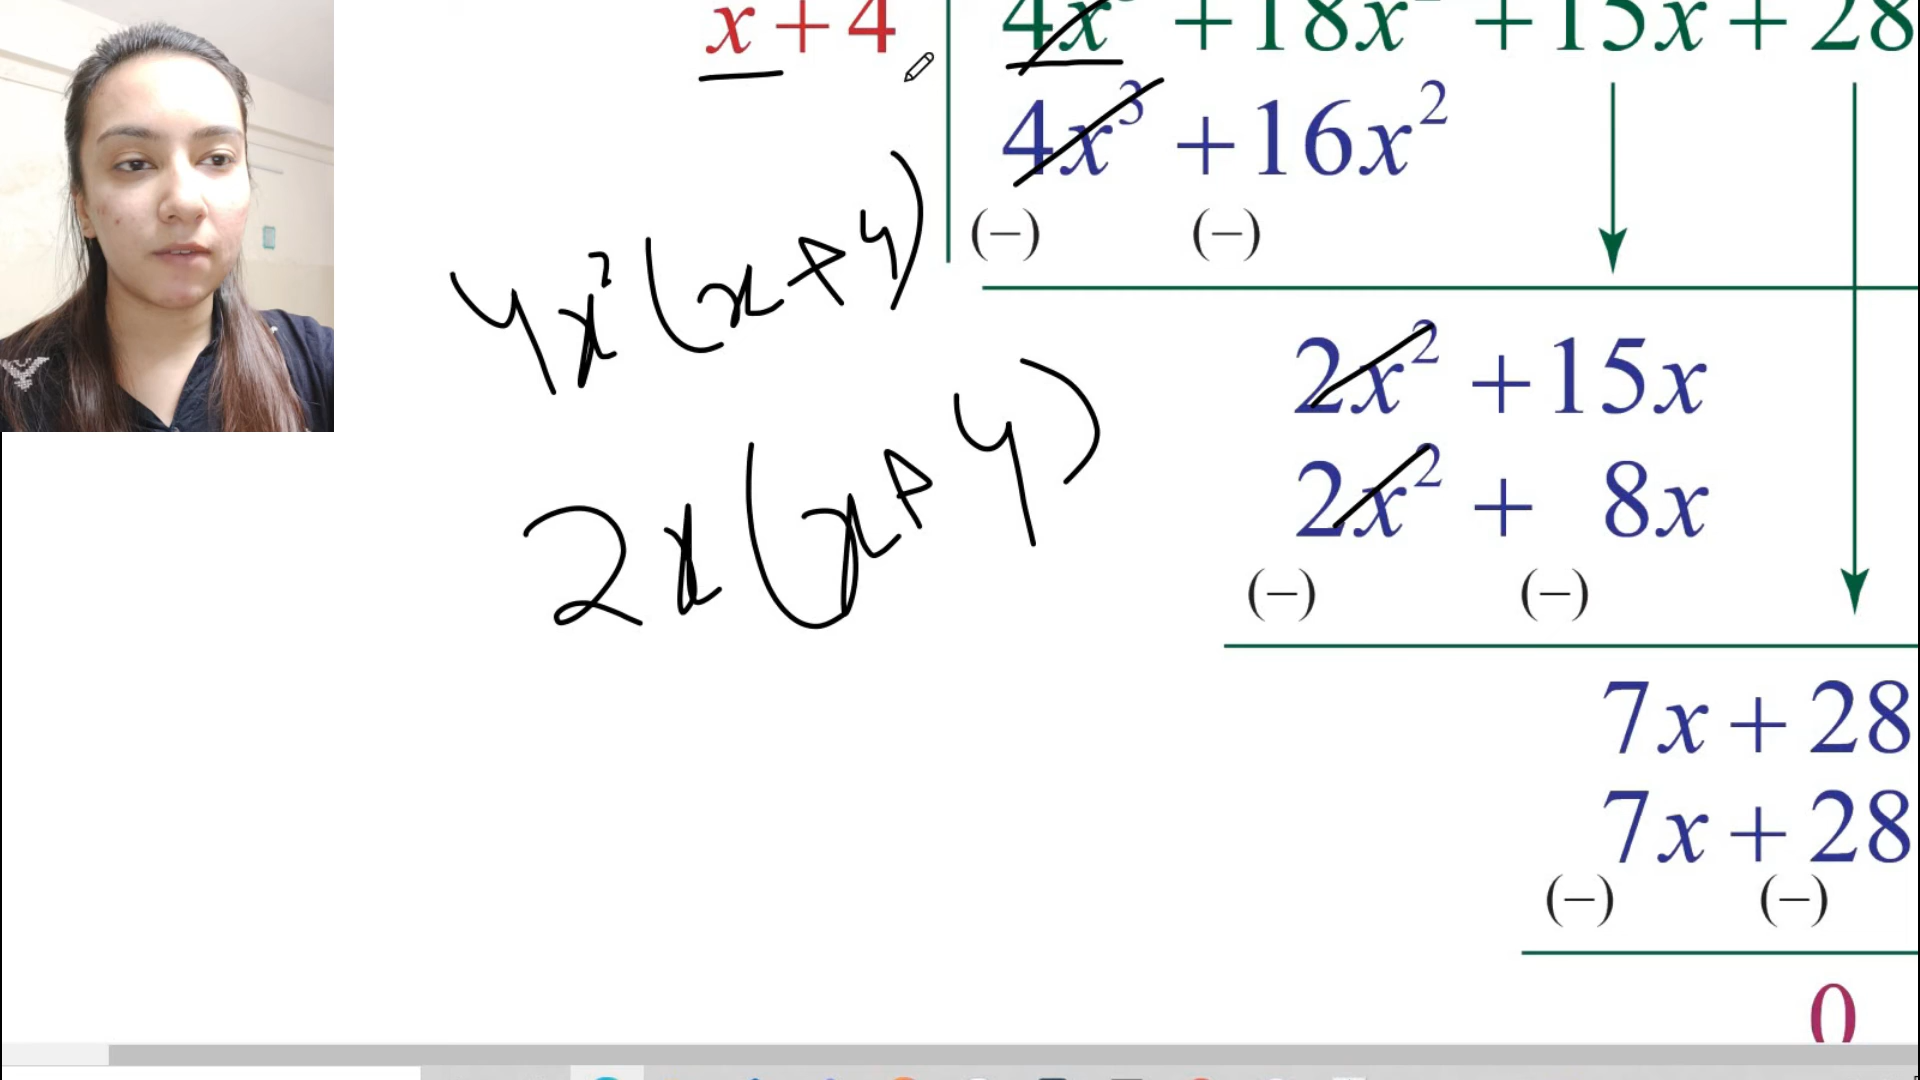 x + 4 | 4x³ + 18x² + 15x + 28
4x³ + 16x²
(−) (−)
4x²(x+4)
2x² + 15x
2x² + 8x
2x(x+4)
(−) (−)
7x + 28
7x + 28
(−) (−)
0